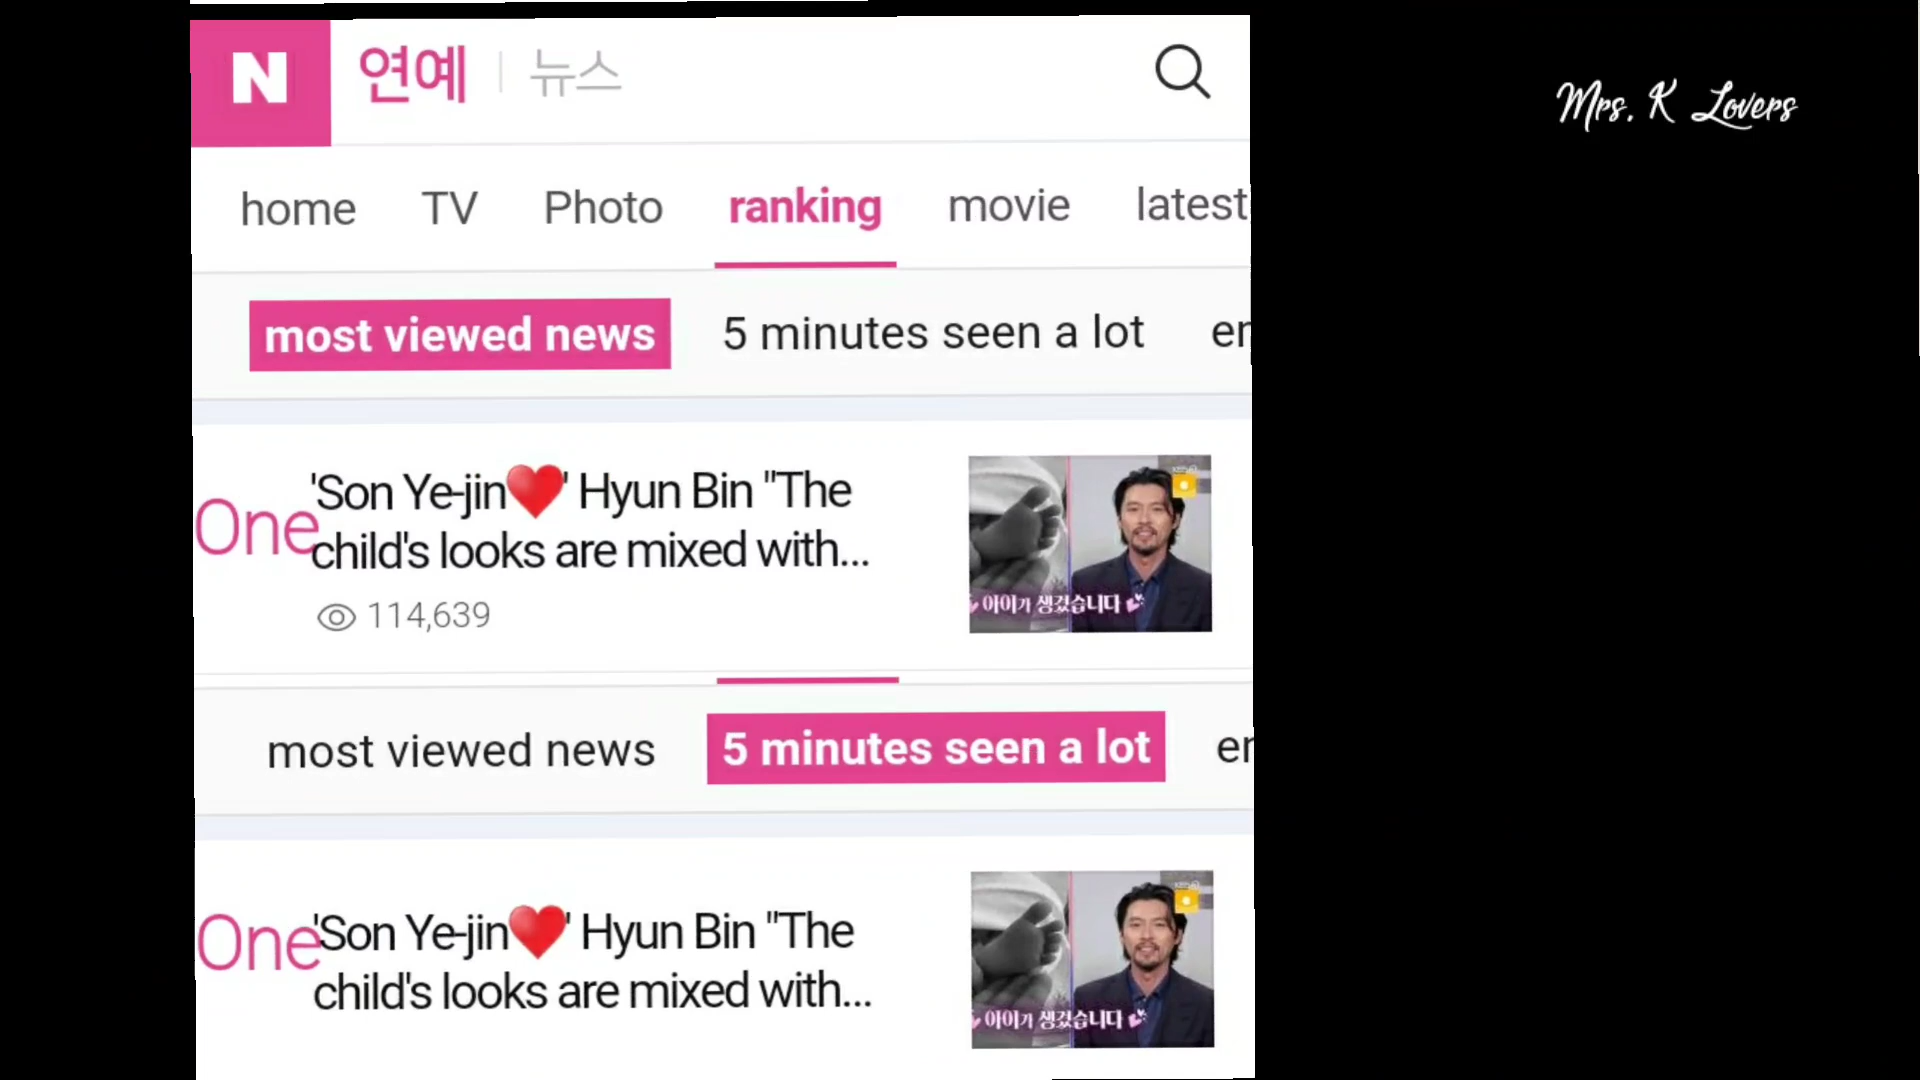 N 연예 뉴스
Mrs. K Lovers
home TV Photo ranking movie latest
most viewed news 5 minutes seen a lot er
One
'Son Ye-jin♥' Hyun Bin "The
child's looks are mixed with...
114,639
아이가 생겼습니다
most viewed news 5 minutes seen a lot er
One
'Son Ye-jin♥' Hyun Bin "The
child's looks are mixed with...
아이가 생겼습니다